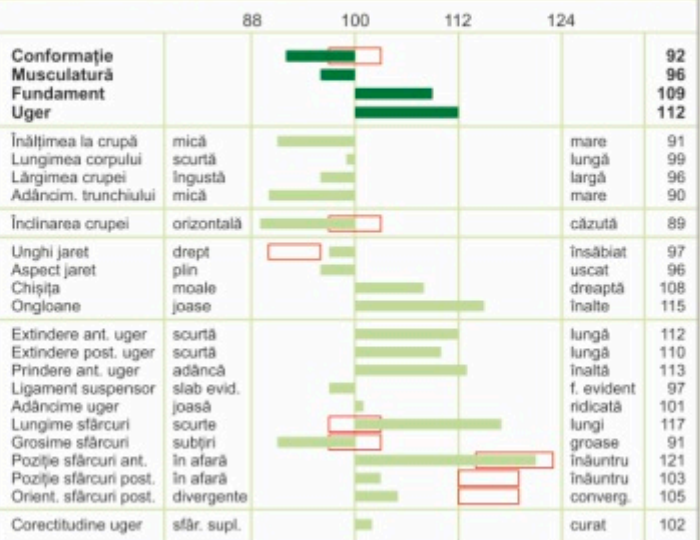 88 100 112 124
Conformație 92
Musculatură 96
Fundament 109
Uger 112
Înălțimea la crupă mică mare 91
Lungimea corpului scurtă lungă 99
Lărgimea crupei îngustă largă 96
Adâncim. trunchiului mică mare 90
Înclinarea crupei orizontală căzută 89
Unghi jaret drept însăbiat 97
Aspect jaret plin uscat 96
Chișița moale dreaptă 108
Ongloane joase înalte 115
Extindere ant. uger scurtă lungă 112
Extindere post. uger scurtă lungă 110
Prindere ant. uger adâncă înaltă 113
Ligament suspensor slab evid. f. evident 97
Adâncime uger joasă ridicată 101
Lungime sfârcuri scurte lungi 117
Grosime sfârcuri subțiri groase 91
Poziție sfârcuri ant. în afară înăuntru 121
Poziție sfârcuri post. în afară înăuntru 103
Orient. sfârcuri post. divergente converg. 105
Corectitudine uger sfâr. supl. curat 102